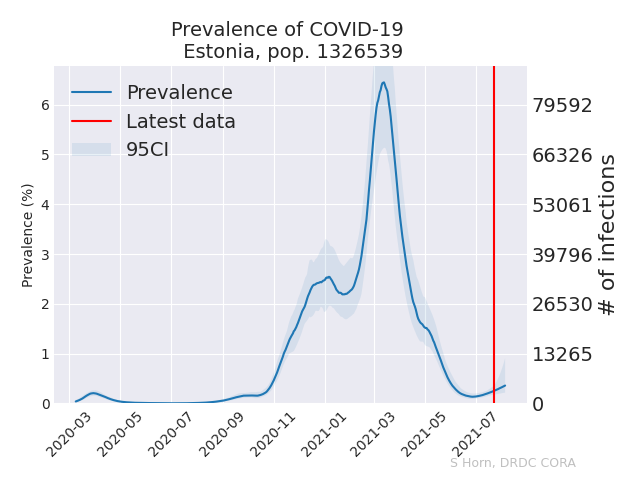 Prevalence of COVID-19
Estonia, pop. 1326539
Prevalence
Latest data
95CI
Prevalence (%)
6
5
4
3
2
1
0
79592
66326
53061
39796
26530
13265
0
# of infections
2020-03
2020-05
2020-07
2020-09
2020-11
2021-01
2021-03
2021-05
2021-07
S Horn, DRDC CORA